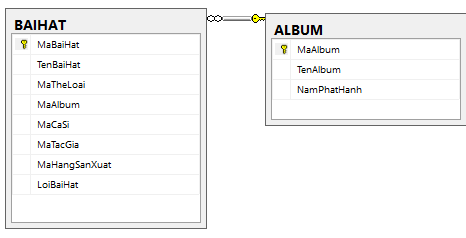 BAIHAT
MaBaiHat
TenBaiHat
MaTheLoai
MaAlbum
MaCaSi
MaTacGia
MaHangSanXuat
LoiBaiHat
ALBUM
MaAlbum
TenAlbum
NamPhatHanh